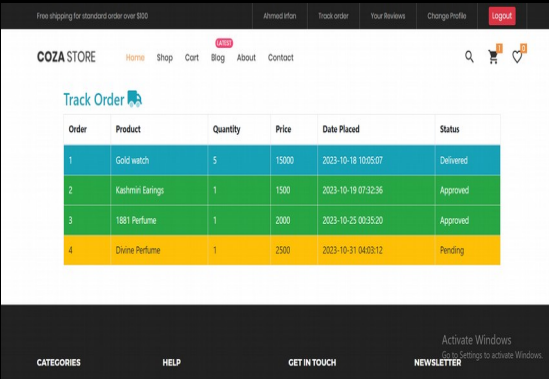 Free shipping for standard order over $100 Ahmed Irfan Track order Your Reviews Change Profile Logout
LATEST
COZA STORE Home Shop Cart Blog About Contact
Track Order
Order Product Quantity Price Date Placed Status
1 Gold watch 5 15000 2023-10-18 10:05:07 Delivered
2 Kashmiri Earings 1 1500 2023-10-19 07:32:36 Approved
3 1881 Perfume 1 2000 2023-10-25 00:35:20 Approved
4 Divine Perfume 1 2500 2023-10-31 04:03:12 Pending
Activate Windows
Go to Settings to activate Windows.
CATEGORIES HELP GET IN TOUCH NEWSLETTER